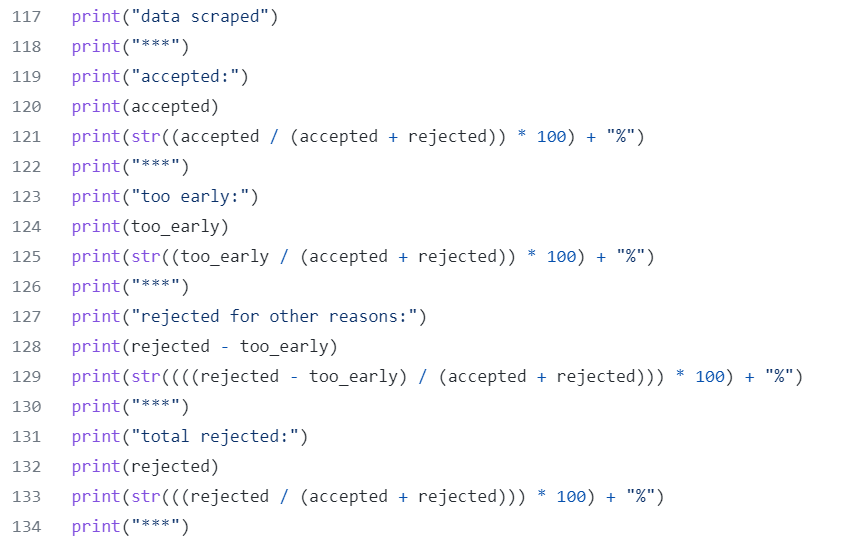 117 print("data scraped")
118 print("***")
119 print("accepted:")
120 print(accepted)
121 print(str((accepted / (accepted + rejected)) * 100) + "%")
122 print("***")
123 print("too early:")
124 print(too_early)
125 print(str((too_early / (accepted + rejected)) * 100) + "%")
126 print("***")
127 print("rejected for other reasons:")
128 print(rejected - too_early)
129 print(str((((rejected - too_early) / (accepted + rejected))) * 100) + "%")
130 print("***")
131 print("total rejected:")
132 print(rejected)
133 print(str(((rejected / (accepted + rejected))) * 100) + "%")
134 print("***")